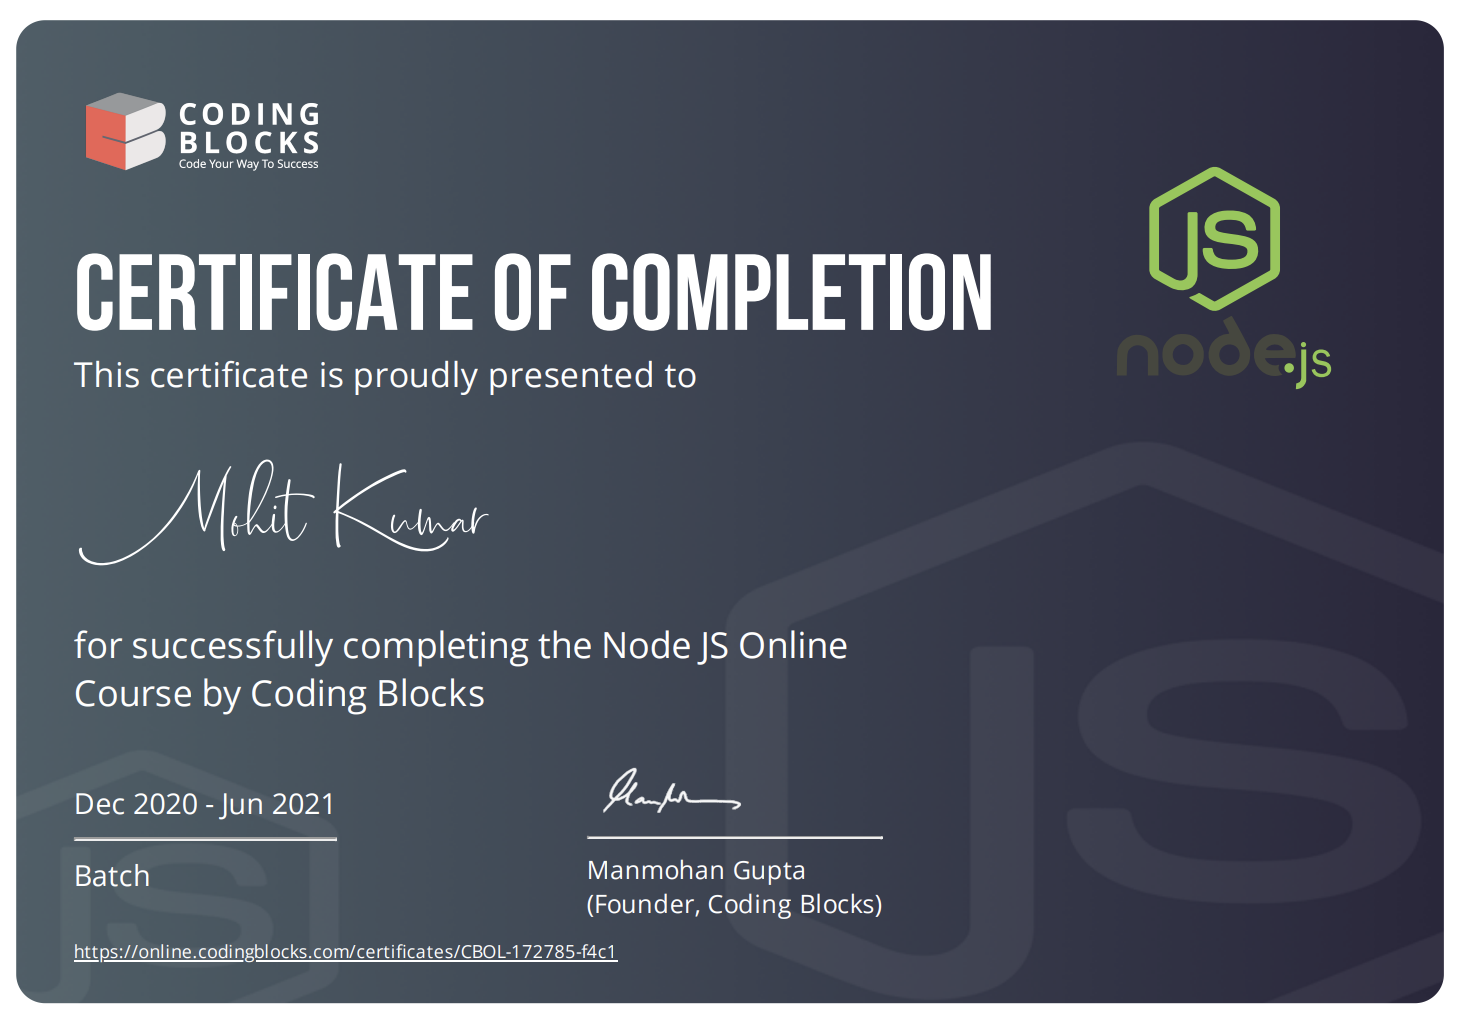 CODING
BLOCKS
Code Your Way To Success
JS
node.js
CERTIFICATE OF COMPLETION
This certificate is proudly presented to
Mohit Kumar
for successfully completing the Node JS Online
Course by Coding Blocks
Dec 2020 - Jun 2021
Batch
Manmohan Gupta
(Founder, Coding Blocks)
https://online.codingblocks.com/certificates/CBOL-172785-f4c1
JS
JS